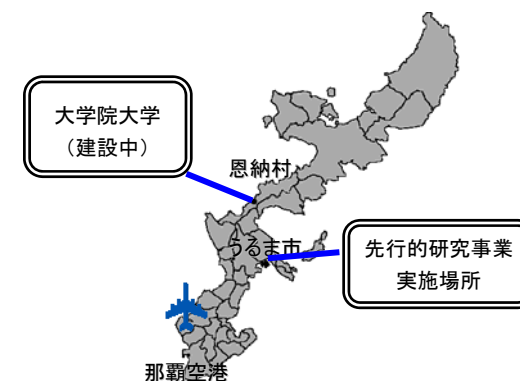 大学院大学
（建設中）
恩納村
うるま市
先行的研究事業
実施場所
那覇空港